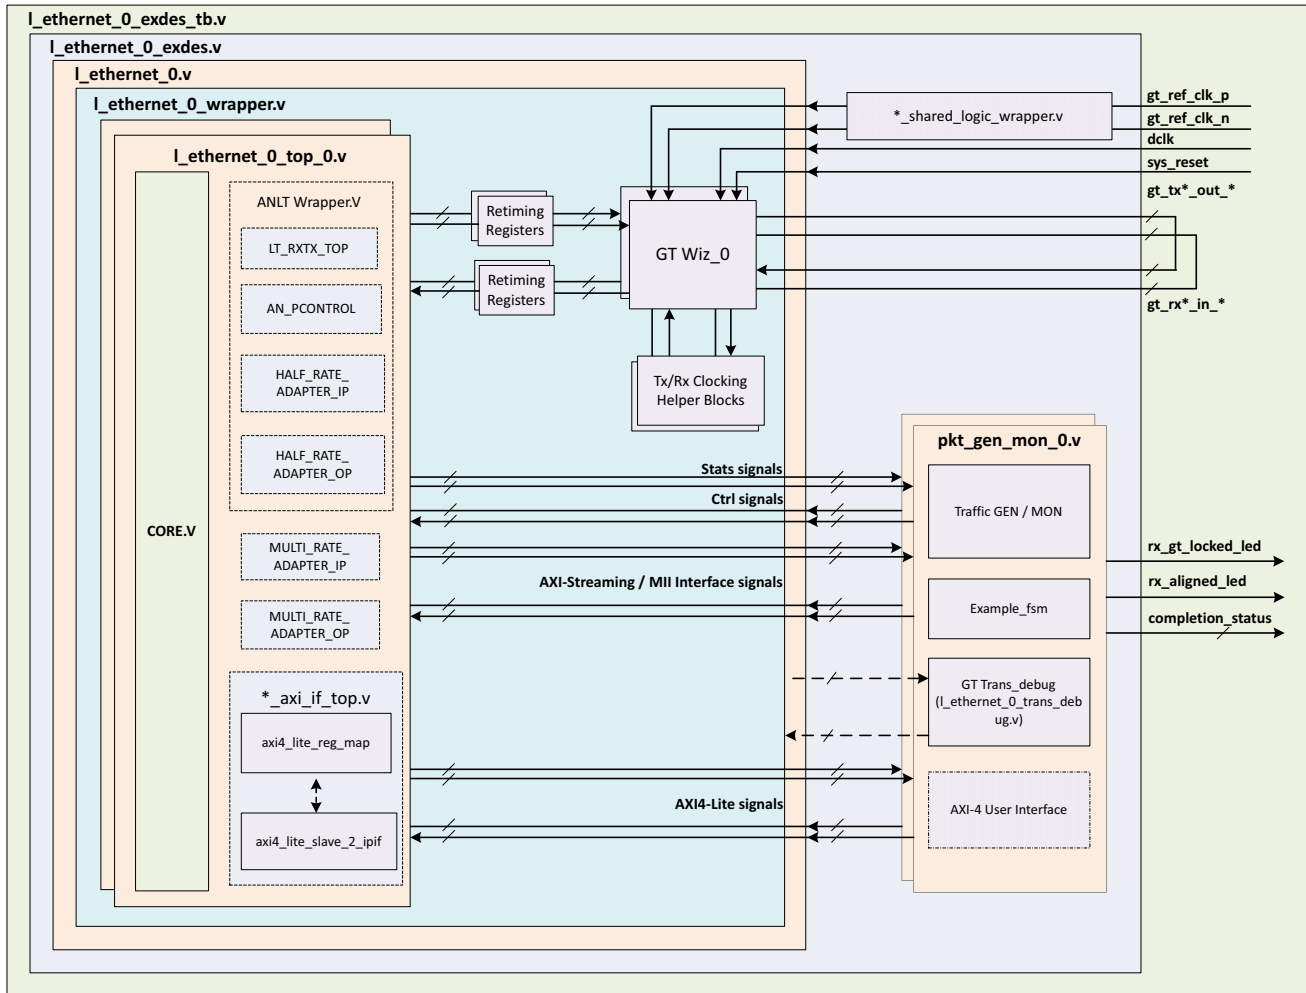 l_ethernet_0_exdes_tb.v
l_ethernet_0_exdes.v
l_ethernet_0.v
l_ethernet_0_wrapper.v
l_ethernet_0_top_0.v
CORE.V
ANLT Wrapper.V
LT_RXTX_TOP
AN_PCONTROL
HALF_RATE_
ADAPTER_IP
HALF_RATE_
ADAPTER_OP
MULTI_RATE_
ADAPTER_IP
MULTI_RATE_
ADAPTER_OP
*_axi_if_top.v
axi4_lite_reg_map
axi4_lite_slave_2_ipif
Retiming
Registers
Retiming
Registers
GT Wiz_0
Tx/Rx Clocking
Helper Blocks
*_shared_logic_wrapper.v
gt_ref_clk_p
gt_ref_clk_n
dclk
sys_reset
gt_tx*_out_*
gt_rx*_in_*
Stats signals
Ctrl signals
AXI-Streaming / MII Interface signals
AXI4-Lite signals
pkt_gen_mon_0.v
Traffic GEN / MON
Example_fsm
GT Trans_debug
(l_ethernet_0_trans_deb
ug.v)
AXI-4 User Interface
rx_gt_locked_led
rx_aligned_led
completion_status